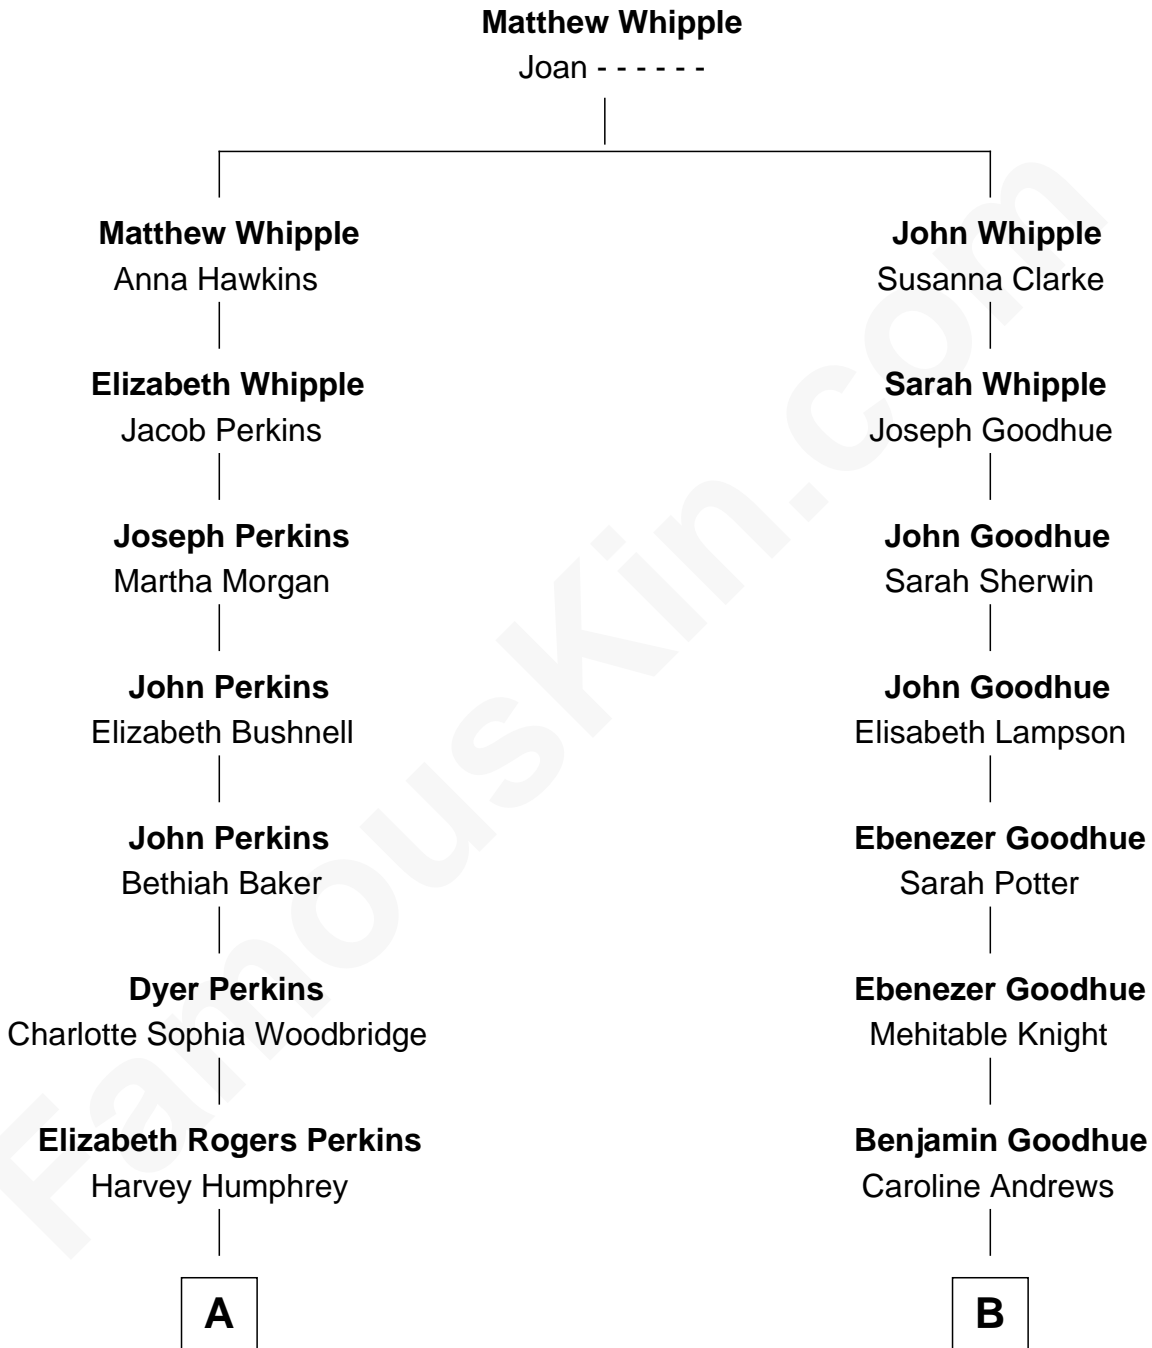 Matthew Whipple
Joan - - - - - -
Matthew Whipple
Anna Hawkins
John Whipple
Susanna Clarke
Elizabeth Whipple
Jacob Perkins
Sarah Whipple
Joseph Goodhue
Joseph Perkins
Martha Morgan
John Goodhue
Sarah Sherwin
John Perkins
Elizabeth Bushnell
John Goodhue
Elisabeth Lampson
John Perkins
Bethiah Baker
Ebenezer Goodhue
Sarah Potter
Dyer Perkins
Charlotte Sophia Woodbridge
Ebenezer Goodhue
Mehitable Knight
Elizabeth Rogers Perkins
Harvey Humphrey
Benjamin Goodhue
Caroline Andrews
A
B
FamousKin.com